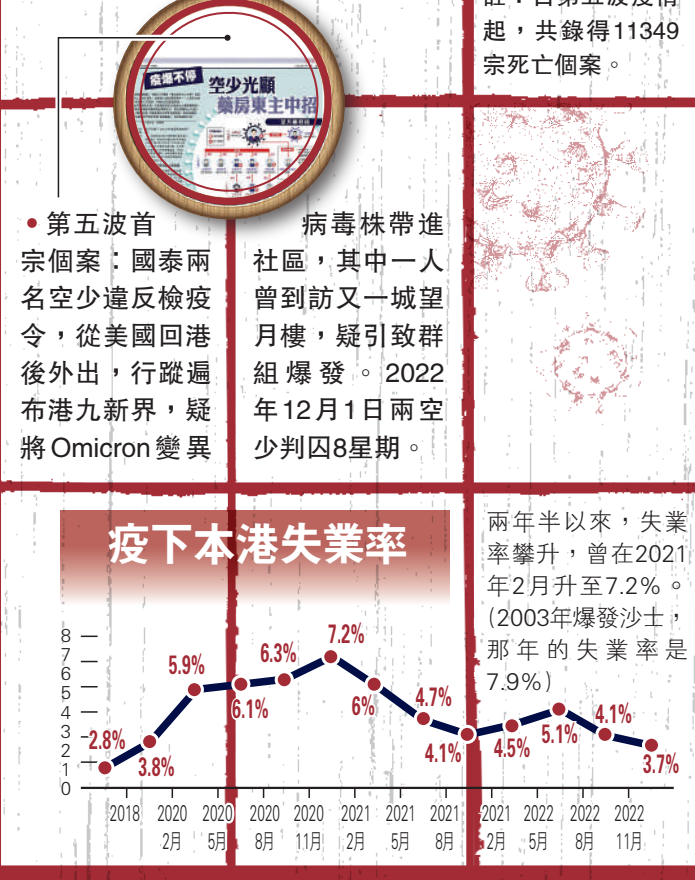 註：自第五波疫情
起，共錄得11349
宗死亡個案。
疫爆不停
空少光顧
藥房東主中招
• 第五波首
宗個案：國泰兩
名空少違反檢疫
令，從美國回港
後外出，行蹤遍
布港九新界，疑
將Omicron變異
病毒株帶進
社區，其中一人
曾到訪又一城望
月樓，疑引致群
組爆發。2022
年12月1日兩空
少判囚8星期。
疫下本港失業率
兩年半以來，失業
率攀升，曾在2021
年2月升至7.2%。
(2003年爆發沙士，
那年的失業率是
7.9%)
8
7
6
5
4
3
2
1
0
2.8%
3.8%
5.9%
6.1%
6.3%
7.2%
6%
4.7%
4.1%
4.5%
5.1%
4.1%
3.7%
2018 2020 2020 2020 2020 2021 2021 2021 2021 2022 2022 2022
2月 5月 8月 11月 2月 5月 8月 2月 5月 8月 11月